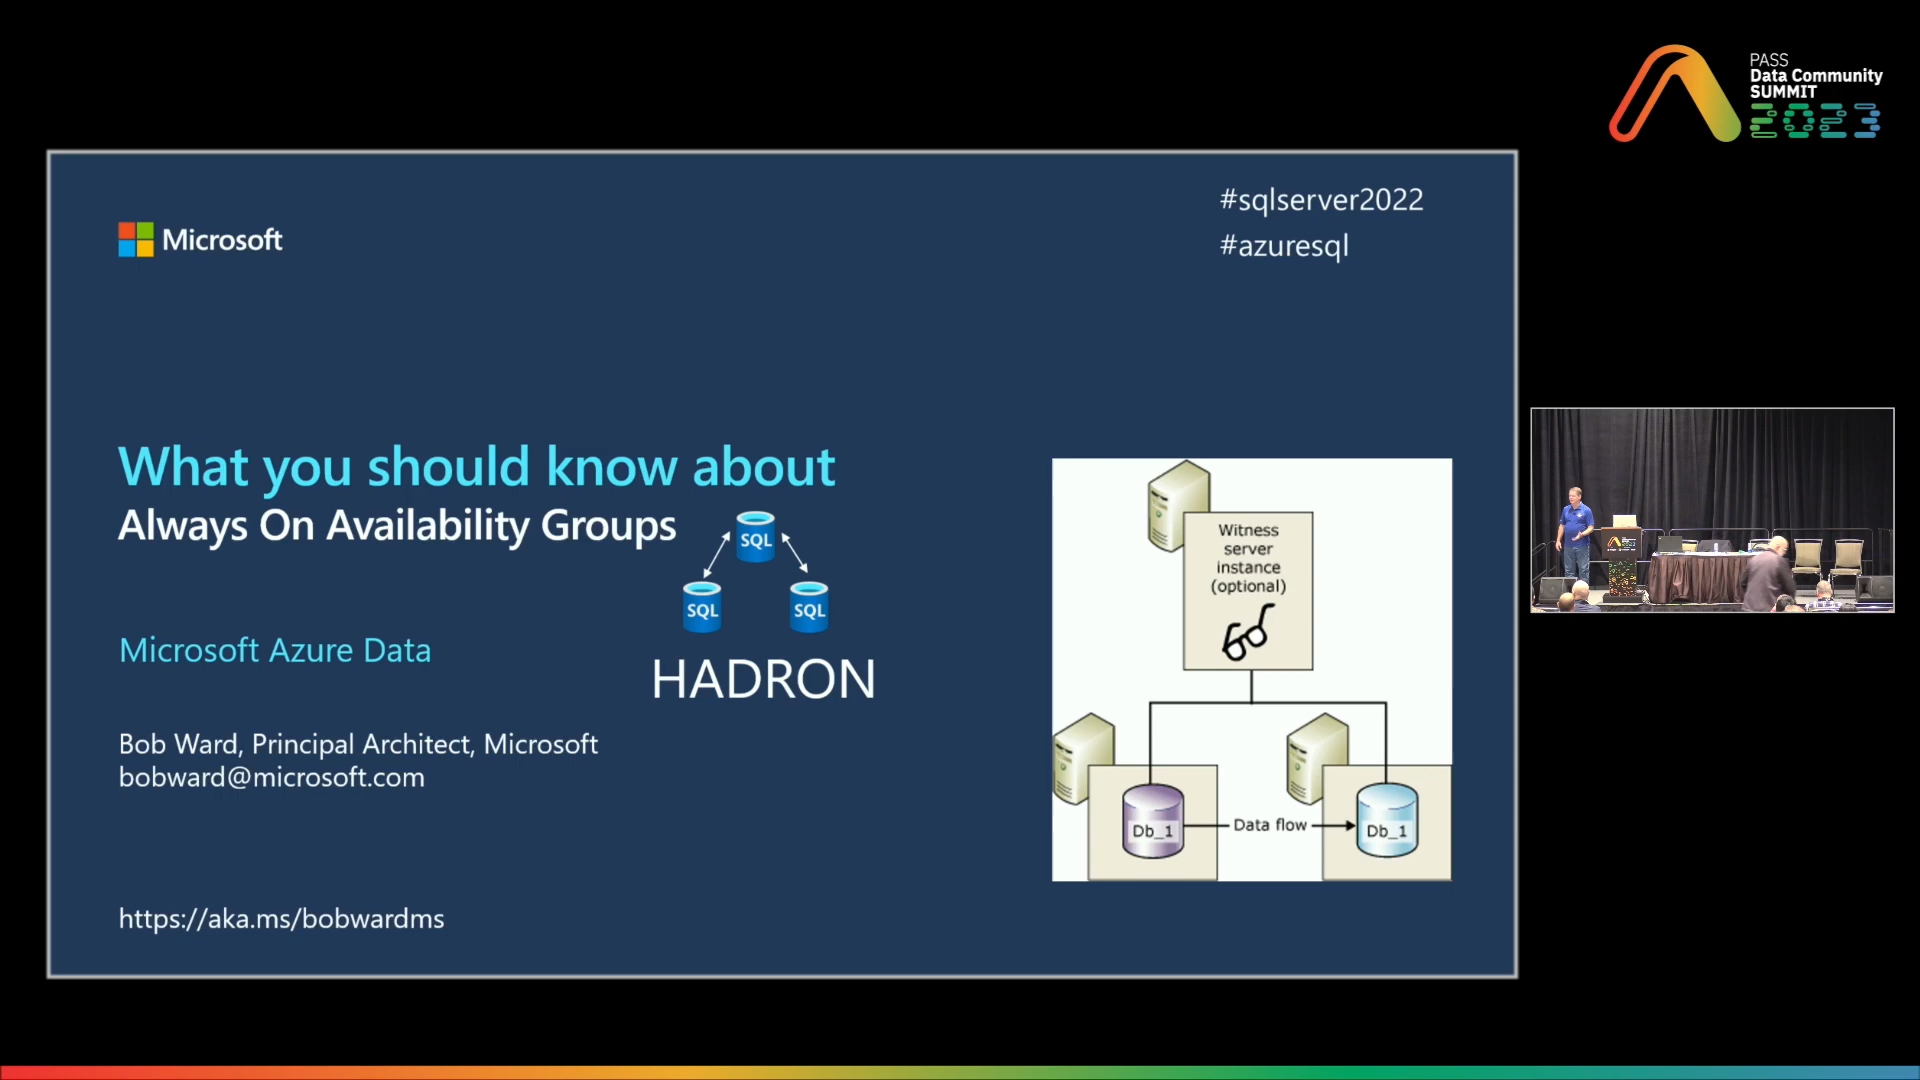 PASS
Data Community
SUMMIT
2023
#sqlserver2022
#azuresql
Microsoft
What you should know about
Always On Availability Groups
SQL
SQL
SQL
HADRON
Microsoft Azure Data
Bob Ward, Principal Architect, Microsoft
bobward@microsoft.com
https://aka.ms/bobwardms
Witness
server
instance
(optional)
Db_1
Data flow
Db_1